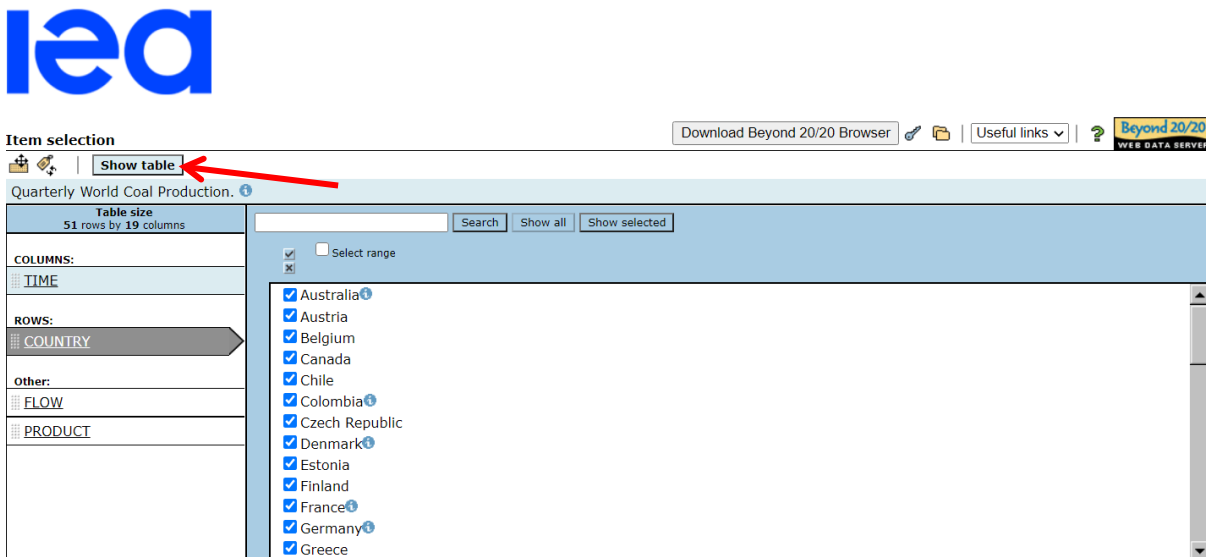 iea
Download Beyond 20/20 Browser | Useful links | ? Beyond 20/20
WEB DATA SERVER
Item selection
| Show table
Quarterly World Coal Production.
Table size
51 rows by 19 columns
Search Show all Show selected
Select range
COLUMNS:
TIME
ROWS:
COUNTRY
Other:
FLOW
PRODUCT
Australia
Austria
Belgium
Canada
Chile
Colombia
Czech Republic
Denmark
Estonia
Finland
France
Germany
Greece